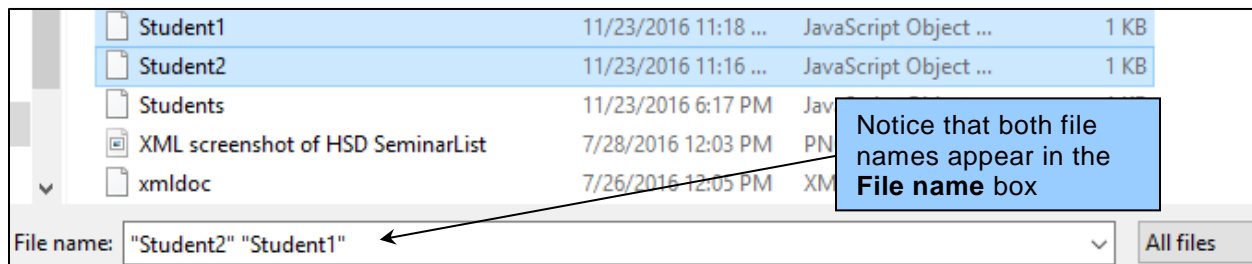 Student1 11/23/2016 11:18 ... JavaScript Object ... 1 KB
Student2 11/23/2016 11:16 ... JavaScript Object ... 1 KB
Students 11/23/2016 6:17 PM
XML screenshot of HSD SeminarList 7/28/2016 12:03 PM PN
xmldoc 7/26/2016 12:05 PM XM
Notice that both file
names appear in the
File name box
File name: "Student2" "Student1" All files